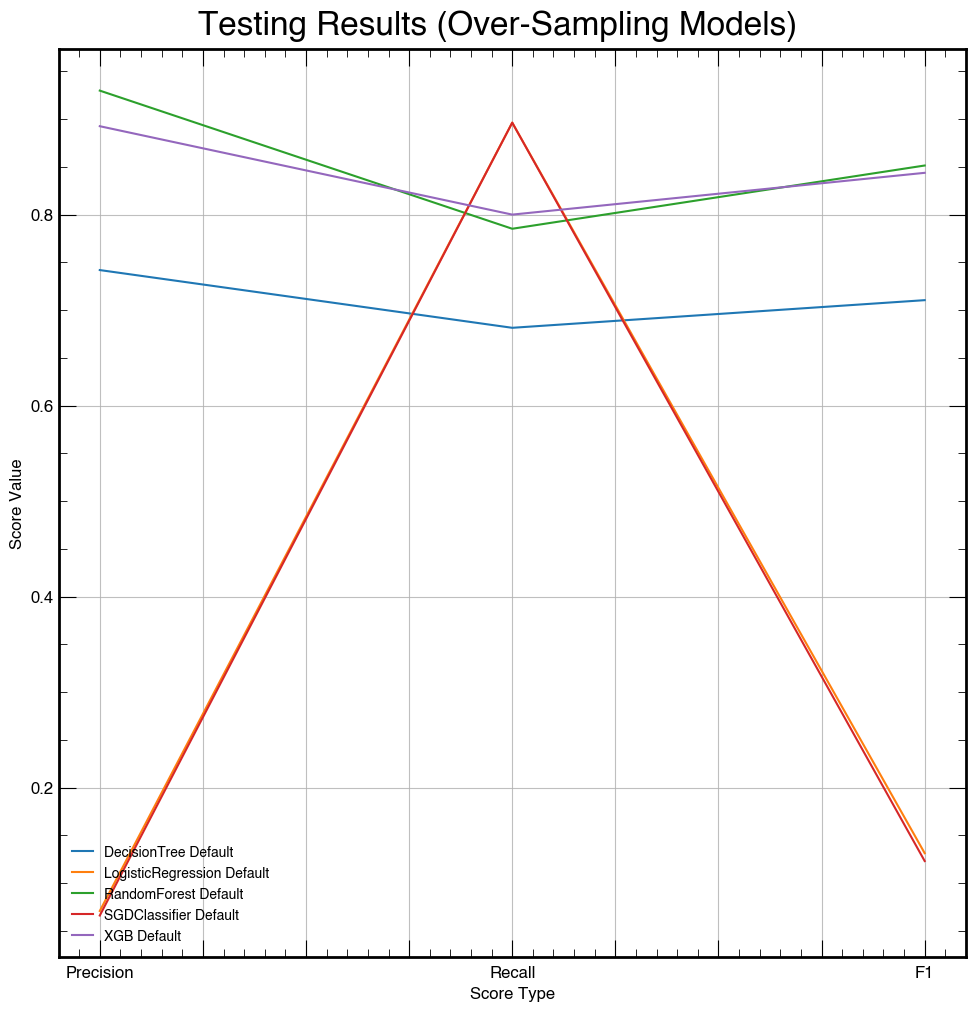 Testing Results (Over-Sampling Models)
0.8
0.6
0.4
0.2
Score Value
DecisionTree Default
LogisticRegression Default
RandomForest Default
SGDClassifier Default
XGB Default
Precision Recall F1
Score Type